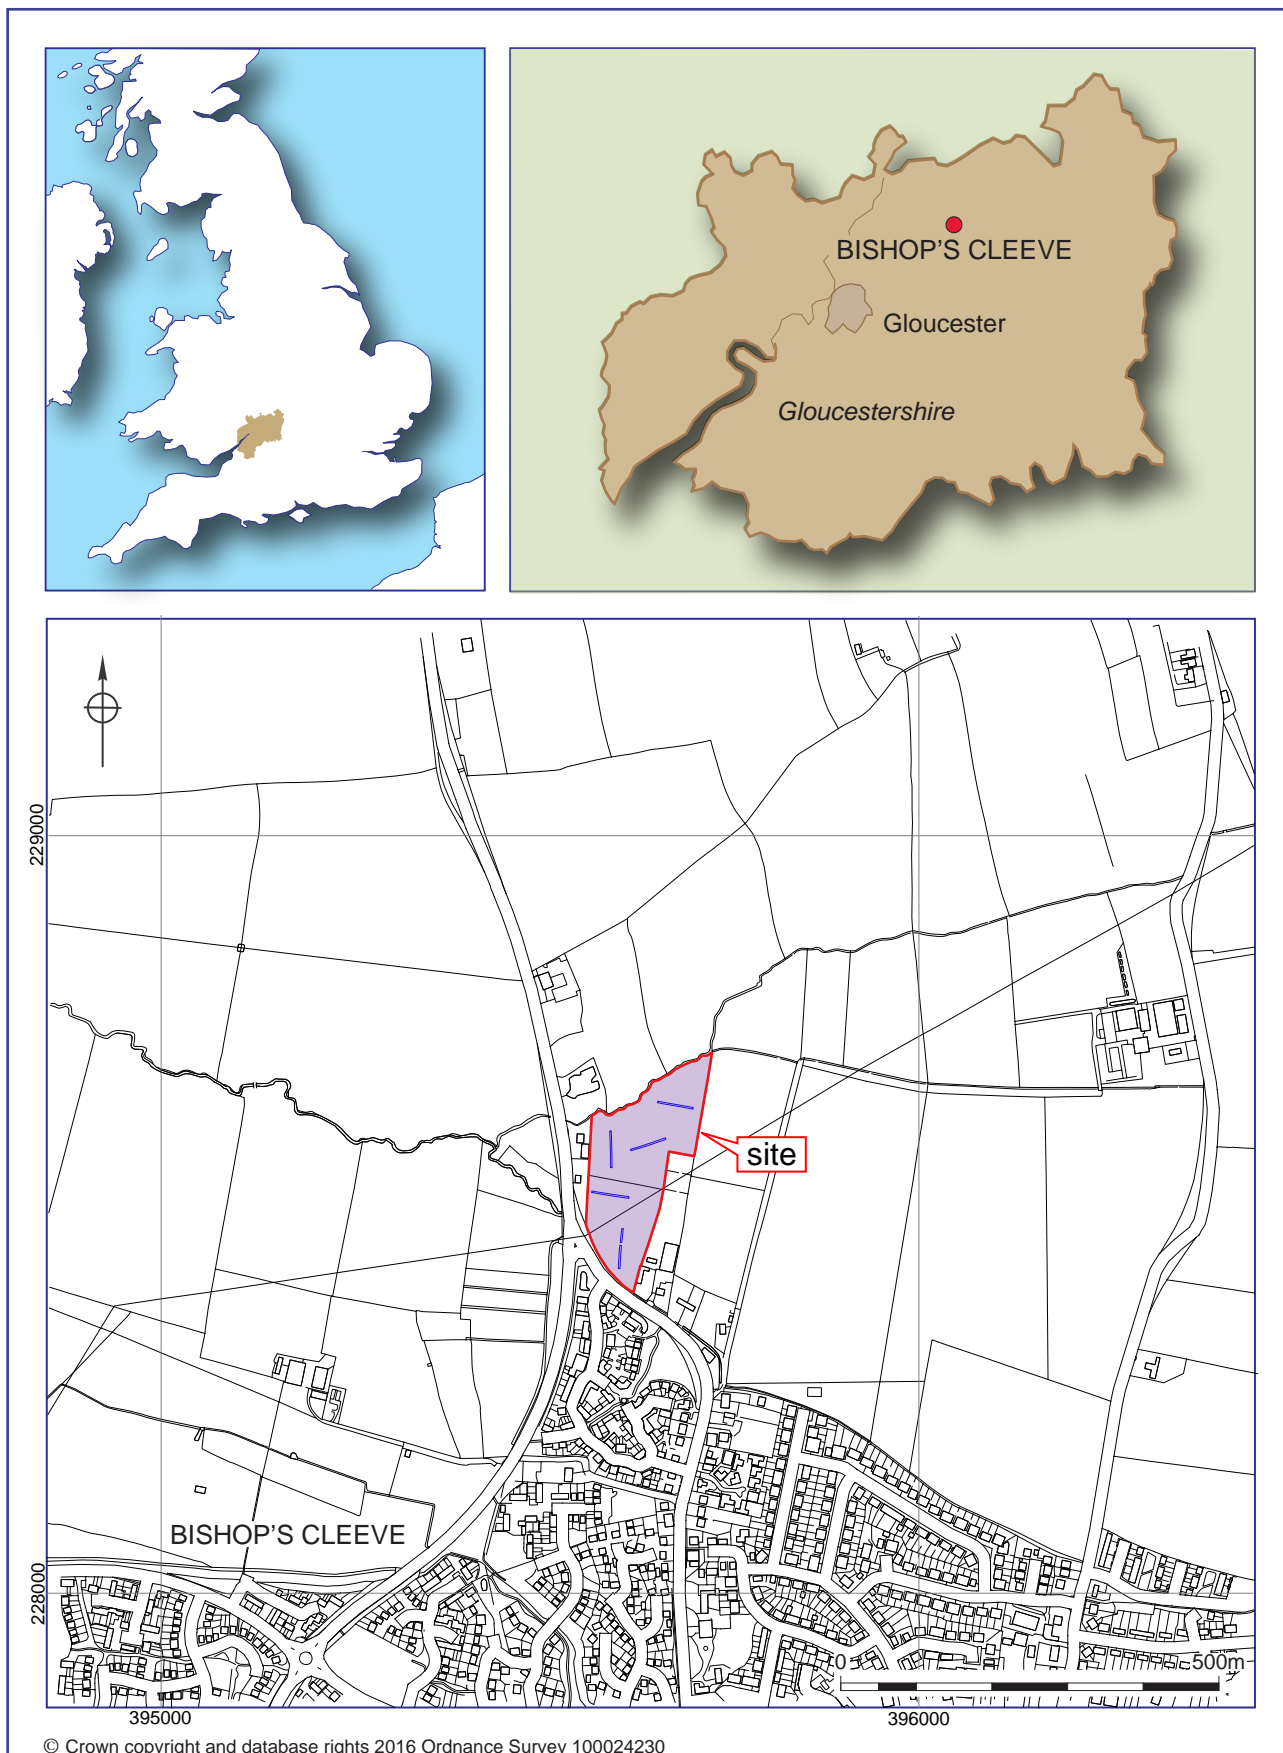 BISHOP'S CLEEVE
Gloucester
Gloucestershire
229000
site
BISHOP'S CLEEVE
228000
0 500m
395000 396000
© Crown copyright and database rights 2016 Ordnance Survey 100024230